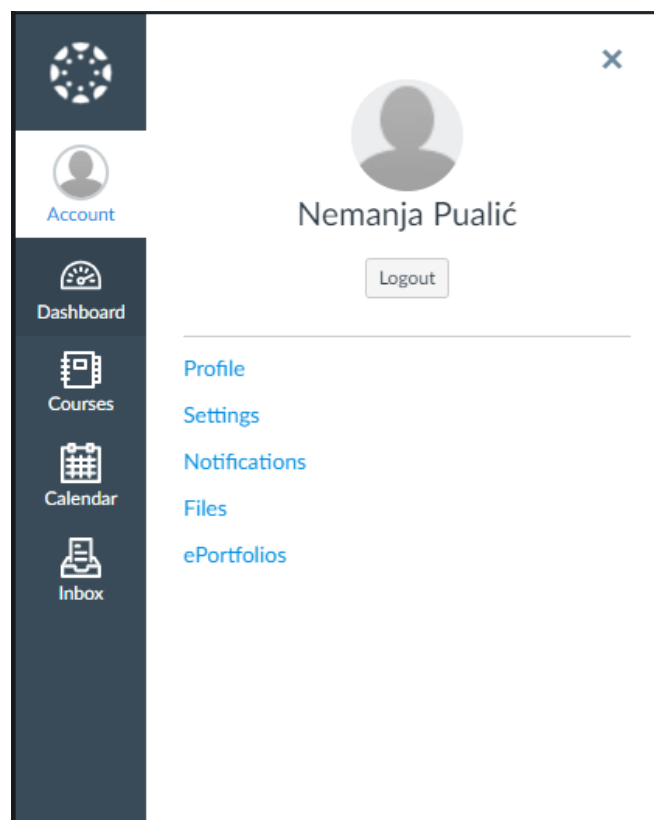 Account
Dashboard
Courses
Calendar
Inbox
Nemanja Pualić
Logout
Profile
Settings
Notifications
Files
ePortfolios